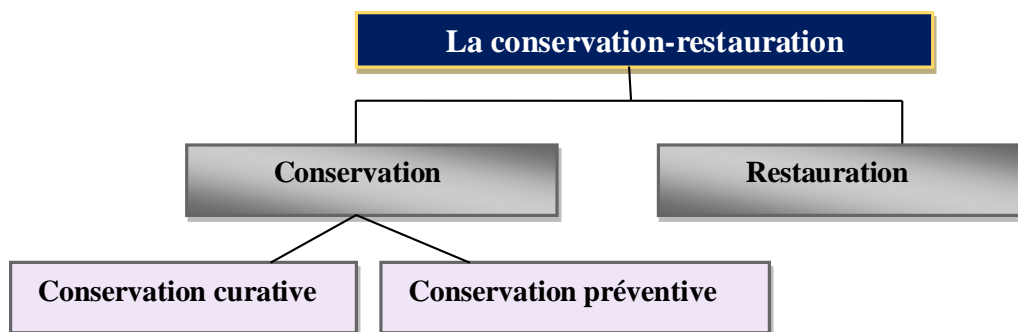 La conservation-restauration
Conservation
Restauration
Conservation curative
Conservation préventive